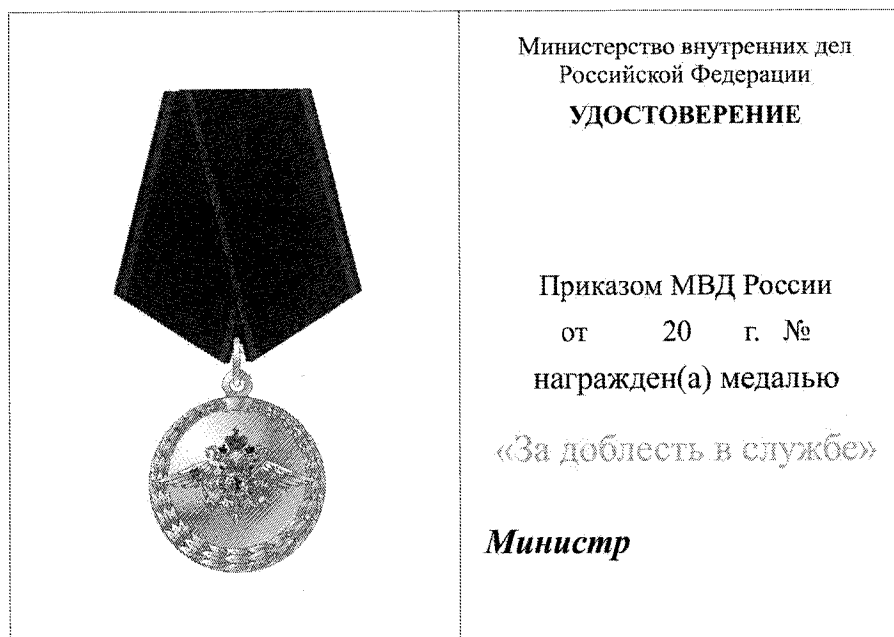 Министерство внутренних дел
Российской Федерации
УДОСТОВЕРЕНИЕ
Приказом МВД России
от 20 г. №
награжден(а) медалью
«За доблесть в службе»
Министр